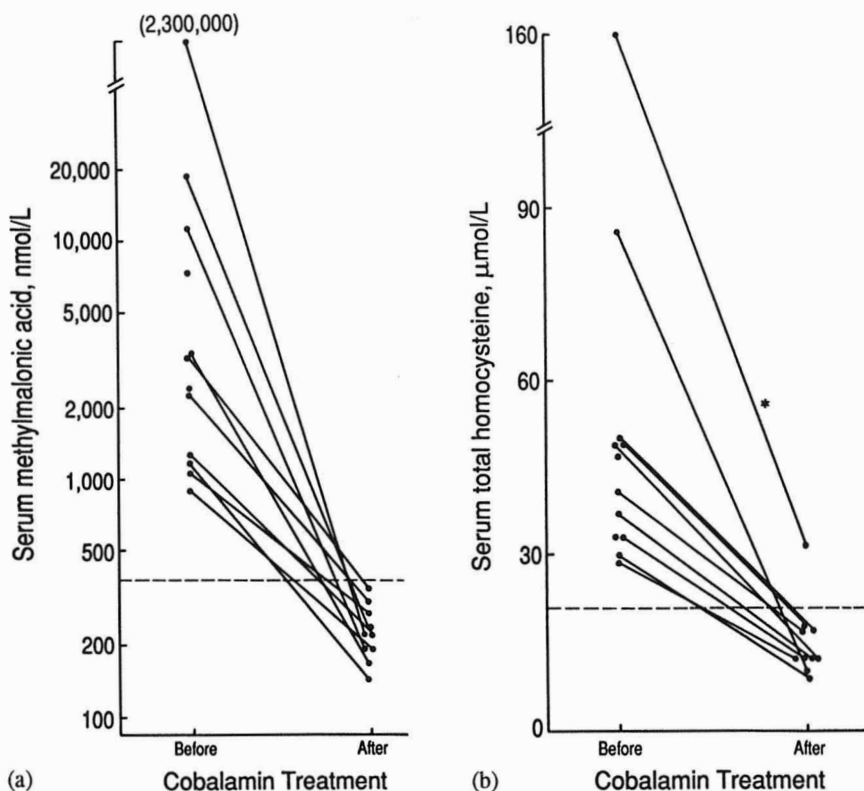 (2,300,000)
Serum methylmalonic acid, nmol/L
20,000
10,000
5,000
2,000
1,000
500
200
100
Before
After
(a)
Cobalamin Treatment
Serum total homocysteine, μmol/L
160
90
60
30
0
*
Before
After
(b)
Cobalamin Treatment